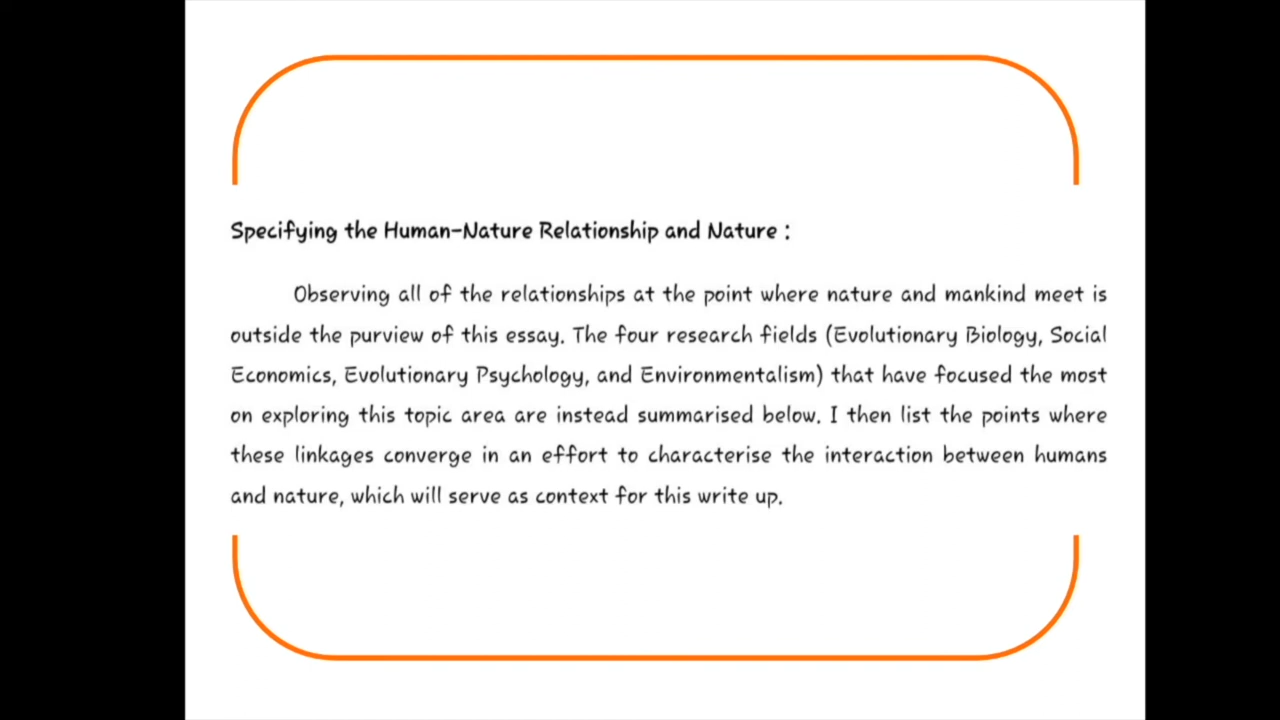 Specifying the Human-Nature Relationship and Nature :
Observing all of the relationships at the point where nature and mankind meet is
outside the purview of this essay. The four research fields (Evolutionary Biology, Social
Economics, Evolutionary Psychology, and Environmentalism) that have focused the most
on exploring this topic area are instead summarised below. I then list the points where
these linkages converge in an effort to characterise the interaction between humans
and nature, which will serve as context for this write up.